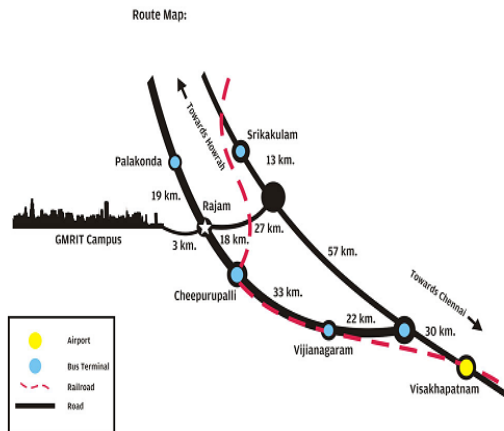 Route Map:
Towards Howrah
Srikakulam
13 km.
Palakonda
19 km.
Rajam
27 km.
GMRIT Campus
3 km.
18 km.
57 km.
Cheepurupalli
33 km.
Towards Chennai
22 km.
30 km.
Vijianagaram
Visakhapatnam
Airport
Bus Terminal
Railroad
Road